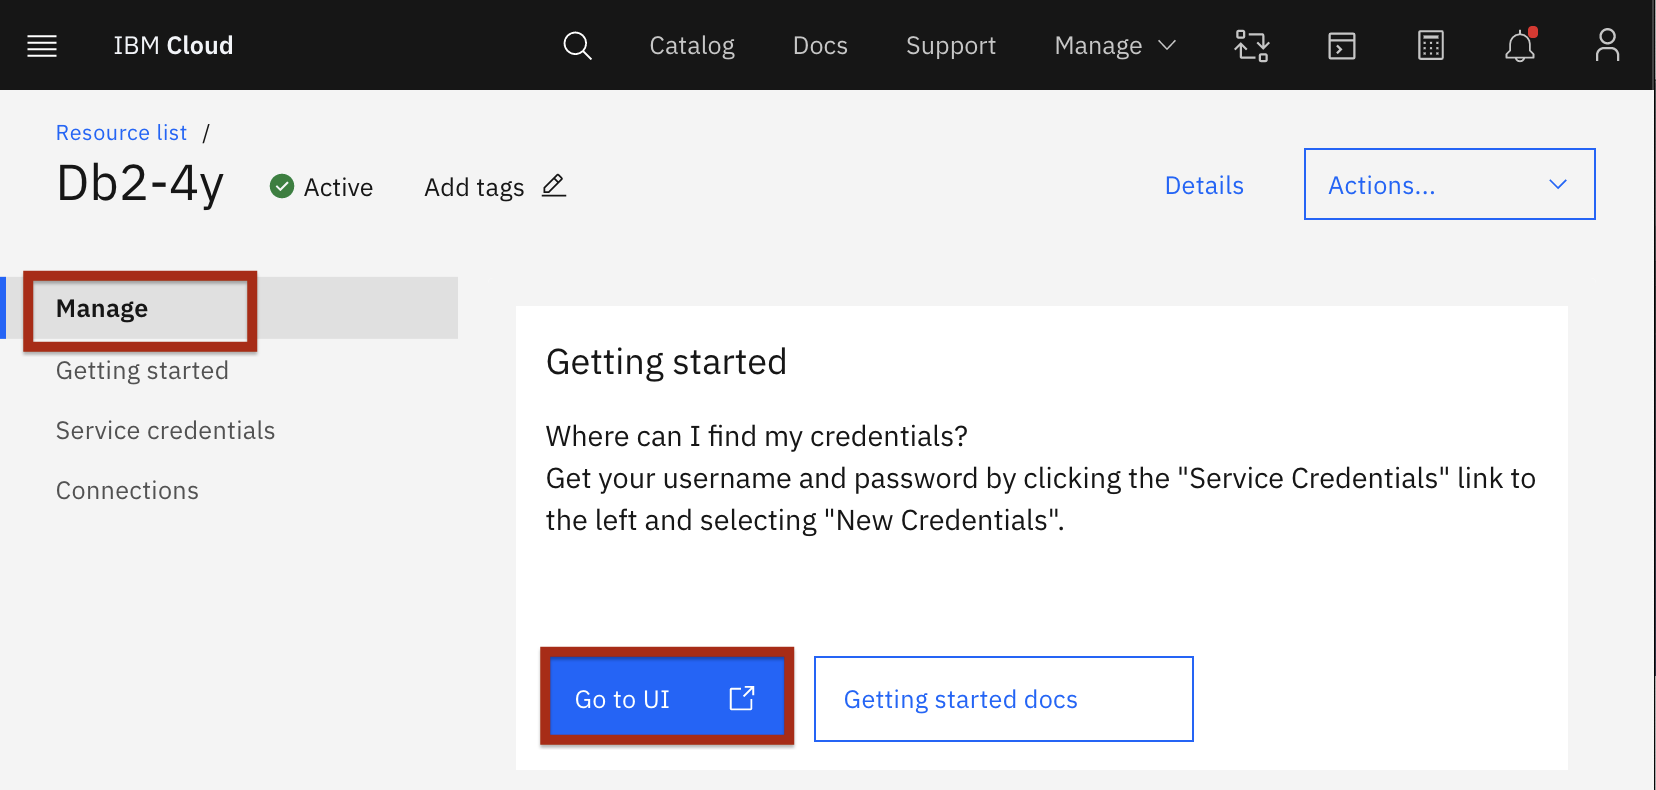 IBM Cloud Catalog Docs Support Manage
Resource list /
Db2-4y Active Add tags Details Actions...
Manage
Getting started
Service credentials
Connections
Getting started
Where can I find my credentials?
Get your username and password by clicking the "Service Credentials" link to
the left and selecting "New Credentials".
Go to UI Getting started docs